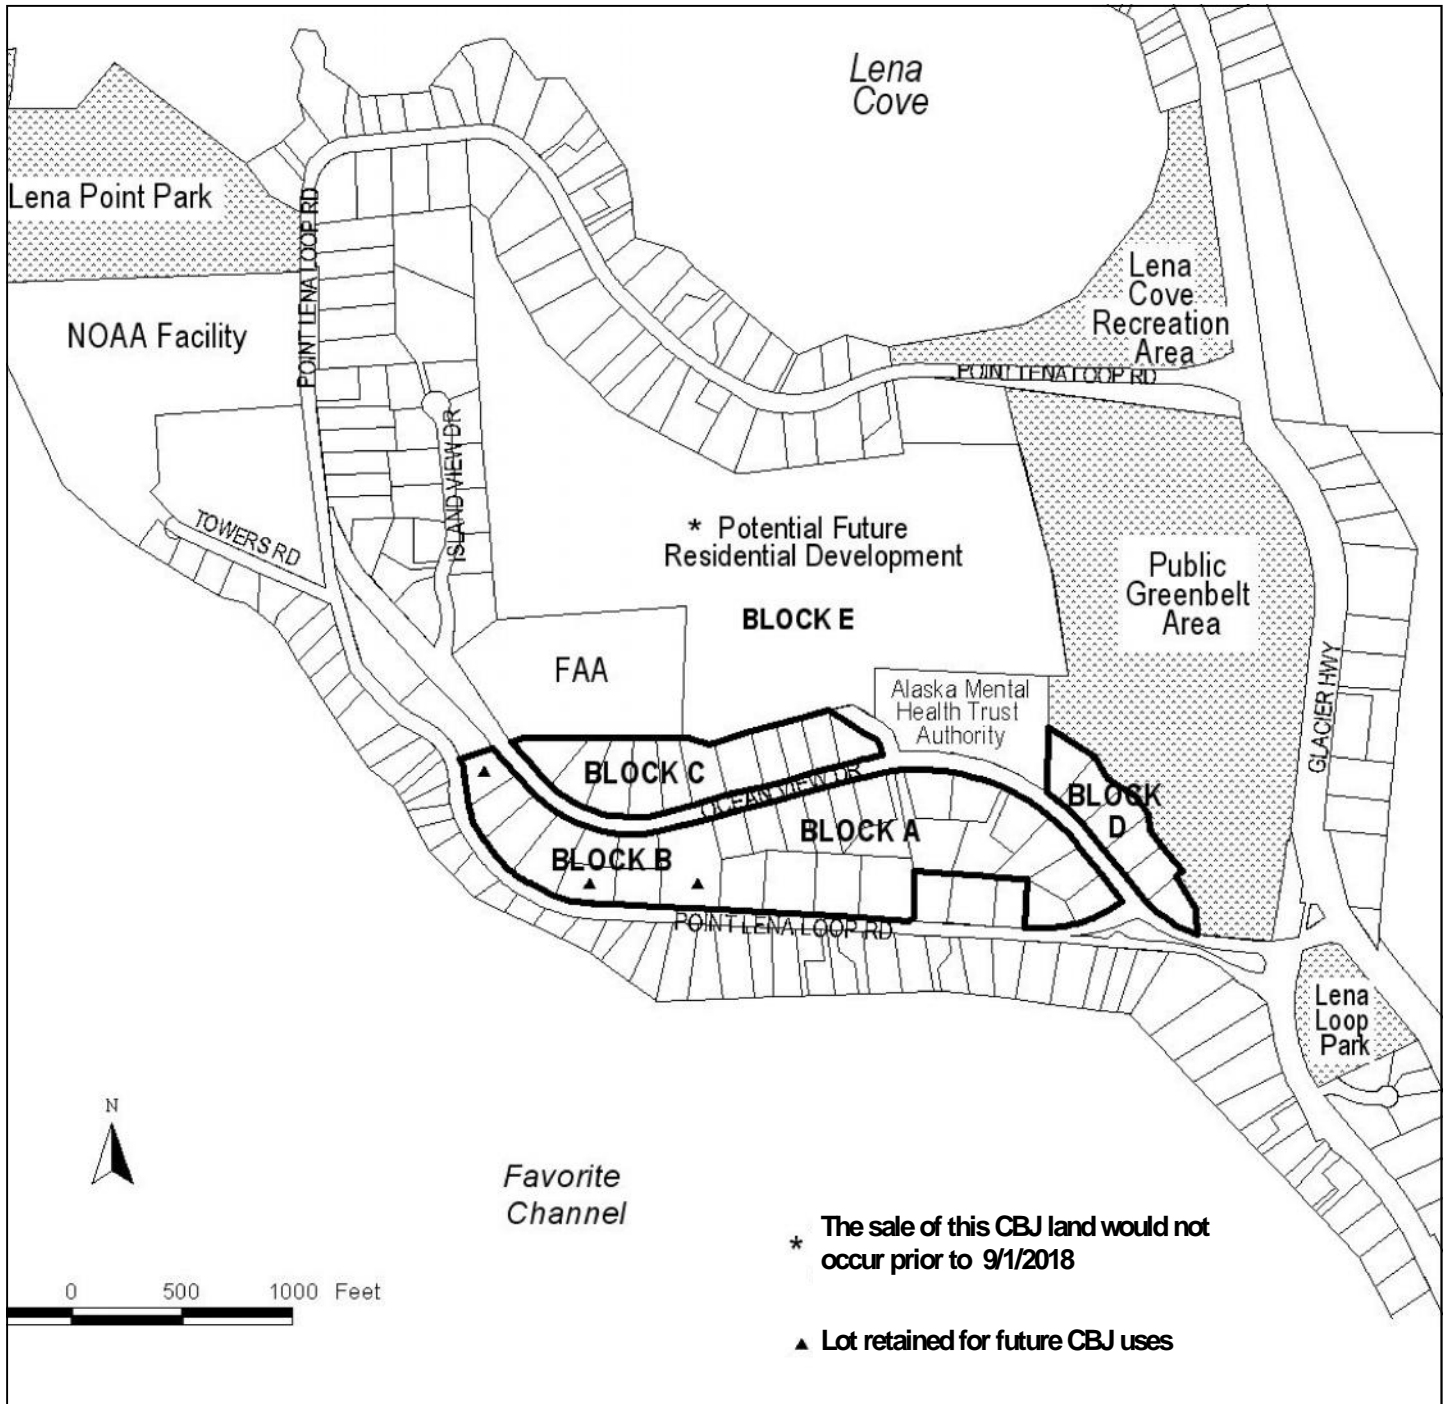 Lena
Cove
Lena Point Park
POINT LENA LOOP RD
Lena
Cove
Recreation
Area
NOAA Facility
POINT LENA LOOP RD
ISLAND VIEW DR
TOWERS RD
* Potential Future
Residential Development
BLOCK E
Public
Greenbelt
Area
GLACIER HWY
FAA
Alaska Mental
Health Trust
Authority
BLOCK C
OCEAN VIEW DR
BLOCK D
BLOCK A
BLOCK B
POINT LENA LOOP RD
Lena
Loop
Park
N
Favorite
Channel
* The sale of this CBJ land would not
occur prior to 9/1/2018
0 500 1000 Feet
▲ Lot retained for future CBJ uses